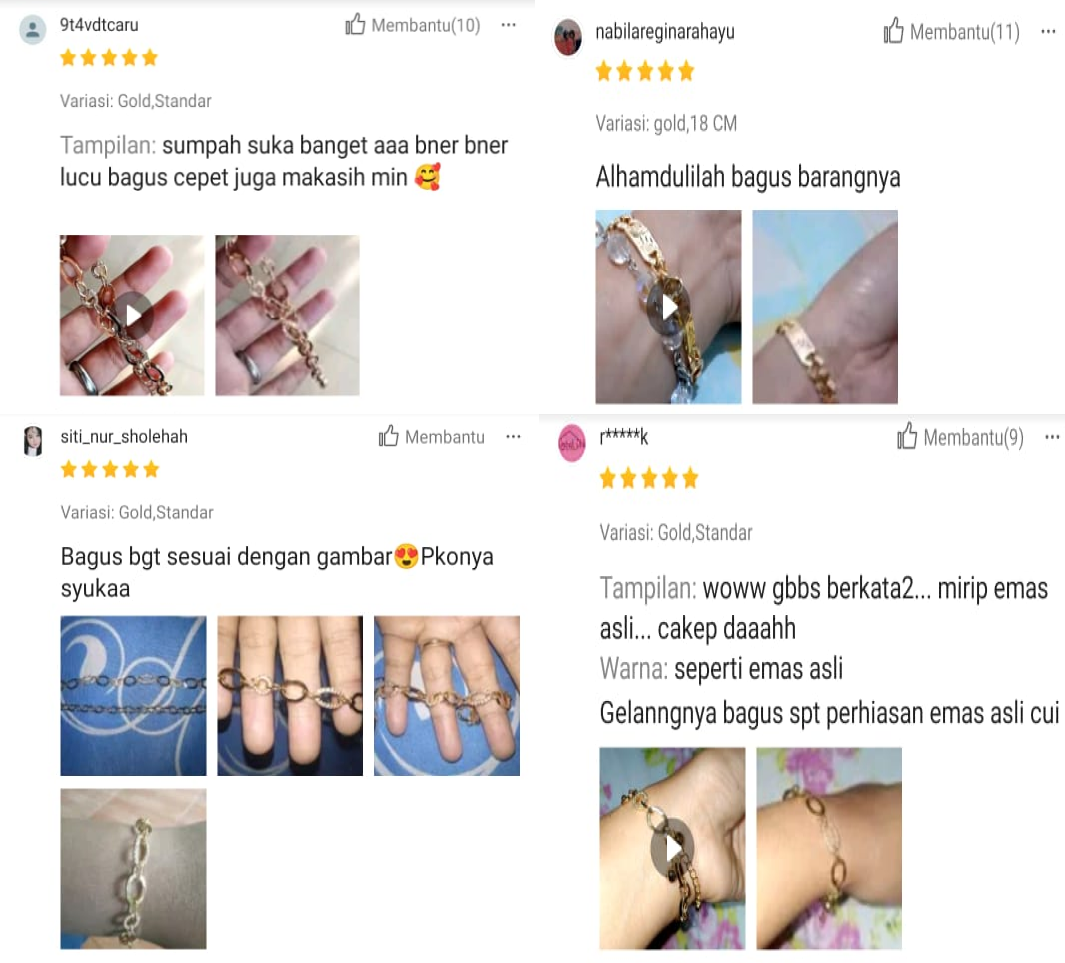 9t4vdtcaru
Membantu(10)
Variasi: Gold,Standar
Tampilan: sumpah suka banget aaa bner bner
lucu bagus cepet juga makasih min 🥰
nabilareginarahayu
Membantu(11)
Variasi: gold,18 CM
Alhamdulilah bagus barangnya
siti_nur_sholehah
Membantu
Variasi: Gold,Standar
Bagus bgt sesuai dengan gambar😍Pkonya
syukaa
r*****k
Membantu(9)
Variasi: Gold,Standar
Tampilan: woww gbbs berkata2... mirip emas
asli... cakep daaahh
Warna: seperti emas asli
Gelanngnya bagus spt perhiasan emas asli cui